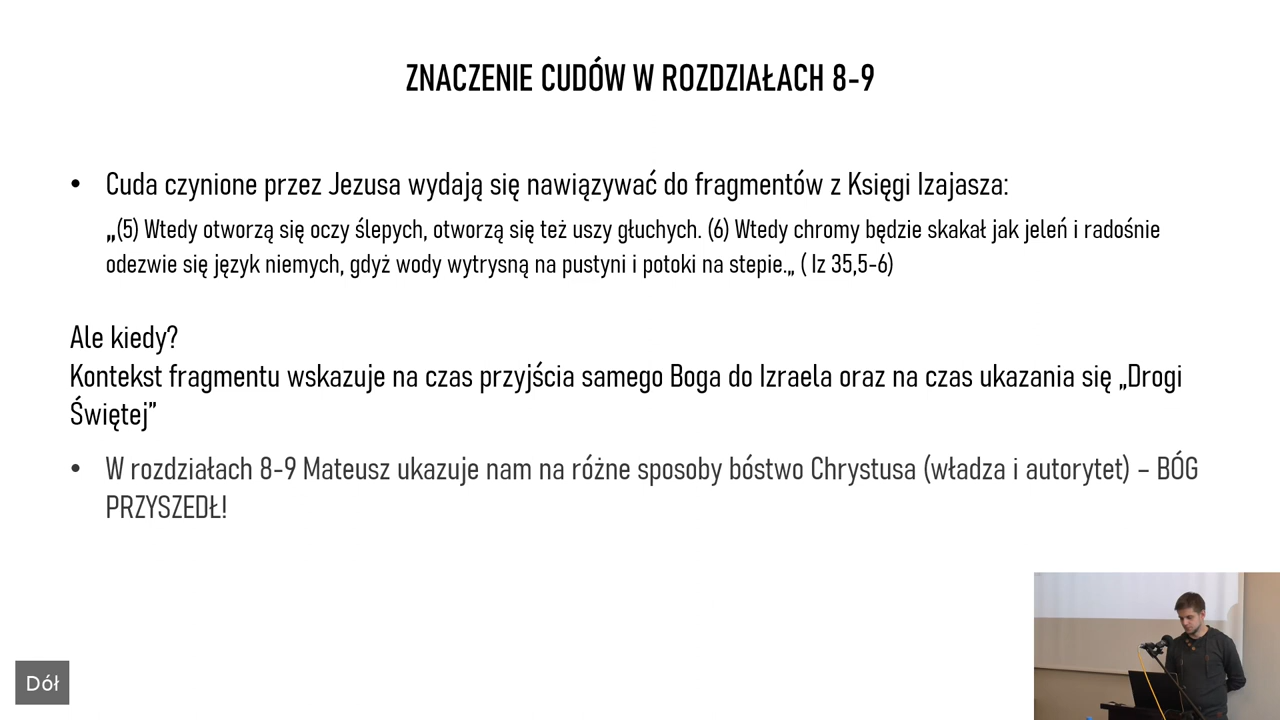 ZNACZENIE CUDÓW W ROZDZIAŁACH 8-9
• Cuda czynione przez Jezusa wydają się nawiązywać do fragmentów z Księgi Izajasza:
„(5) Wtedy otworzą się oczy ślepych, otworzą się też uszy głuchych. (6) Wtedy chromy będzie skakał jak jeleń i radośnie
odezwie się język niemych, gdyż wody wytrysną na pustyni i potoki na stepie.„ ( Iz 35,5-6)
Ale kiedy?
Kontekst fragmentu wskazuje na czas przyjścia samego Boga do Izraela oraz na czas ukazania się „Drogi
Świętej”
• W rozdziałach 8-9 Mateusz ukazuje nam na różne sposoby bóstwo Chrystusa (władza i autorytet) – BÓG
PRZYSZEDŁ!
Dół